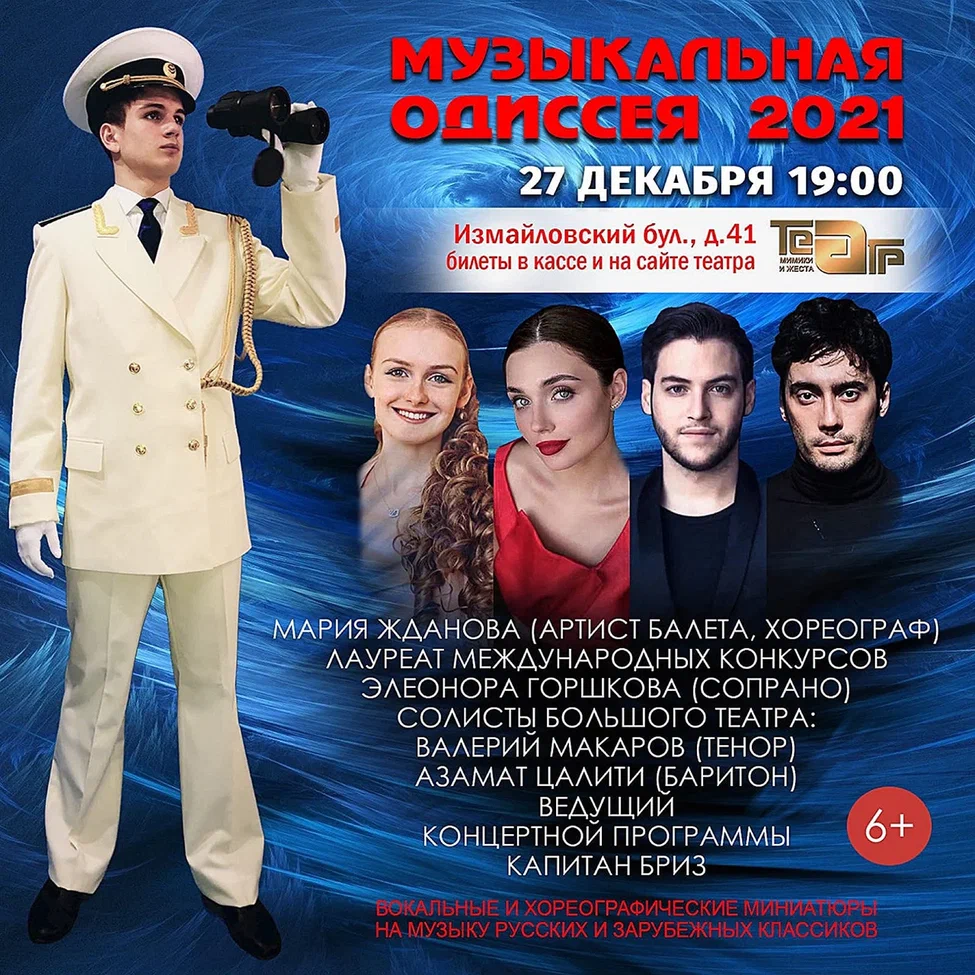 МУЗЫКАЛЬНАЯ
ОДИССЕЯ 2021
27 ДЕКАБРЯ 19:00
Измайловский бул., д.41
билеты в кассе и на сайте театра
ТЕАТР
МИМИКИ
И ЖЕСТА
МАРИЯ ЖДАНОВА (АРТИСТ БАЛЕТА, ХОРЕОГРАФ)
ЛАУРЕАТ МЕЖДУНАРОДНЫХ КОНКУРСОВ
ЭЛЕОНОРА ГОРШКОВА (СОПРАНО)
СОЛИСТЫ БОЛЬШОГО ТЕАТРА:
ВАЛЕРИЙ МАКАРОВ (ТЕНОР)
АЗАМАТ ЦАЛИТИ (БАРИТОН)
ВЕДУЩИЙ
КОНЦЕРТНОЙ ПРОГРАММЫ
КАПИТАН БРИЗ
6+
ВОКАЛЬНЫЕ И ХОРЕОГРАФИЧЕСКИЕ МИНИАТЮРЫ
НА МУЗЫКУ РУССКИХ И ЗАРУБЕЖНЫХ КЛАССИКОВ